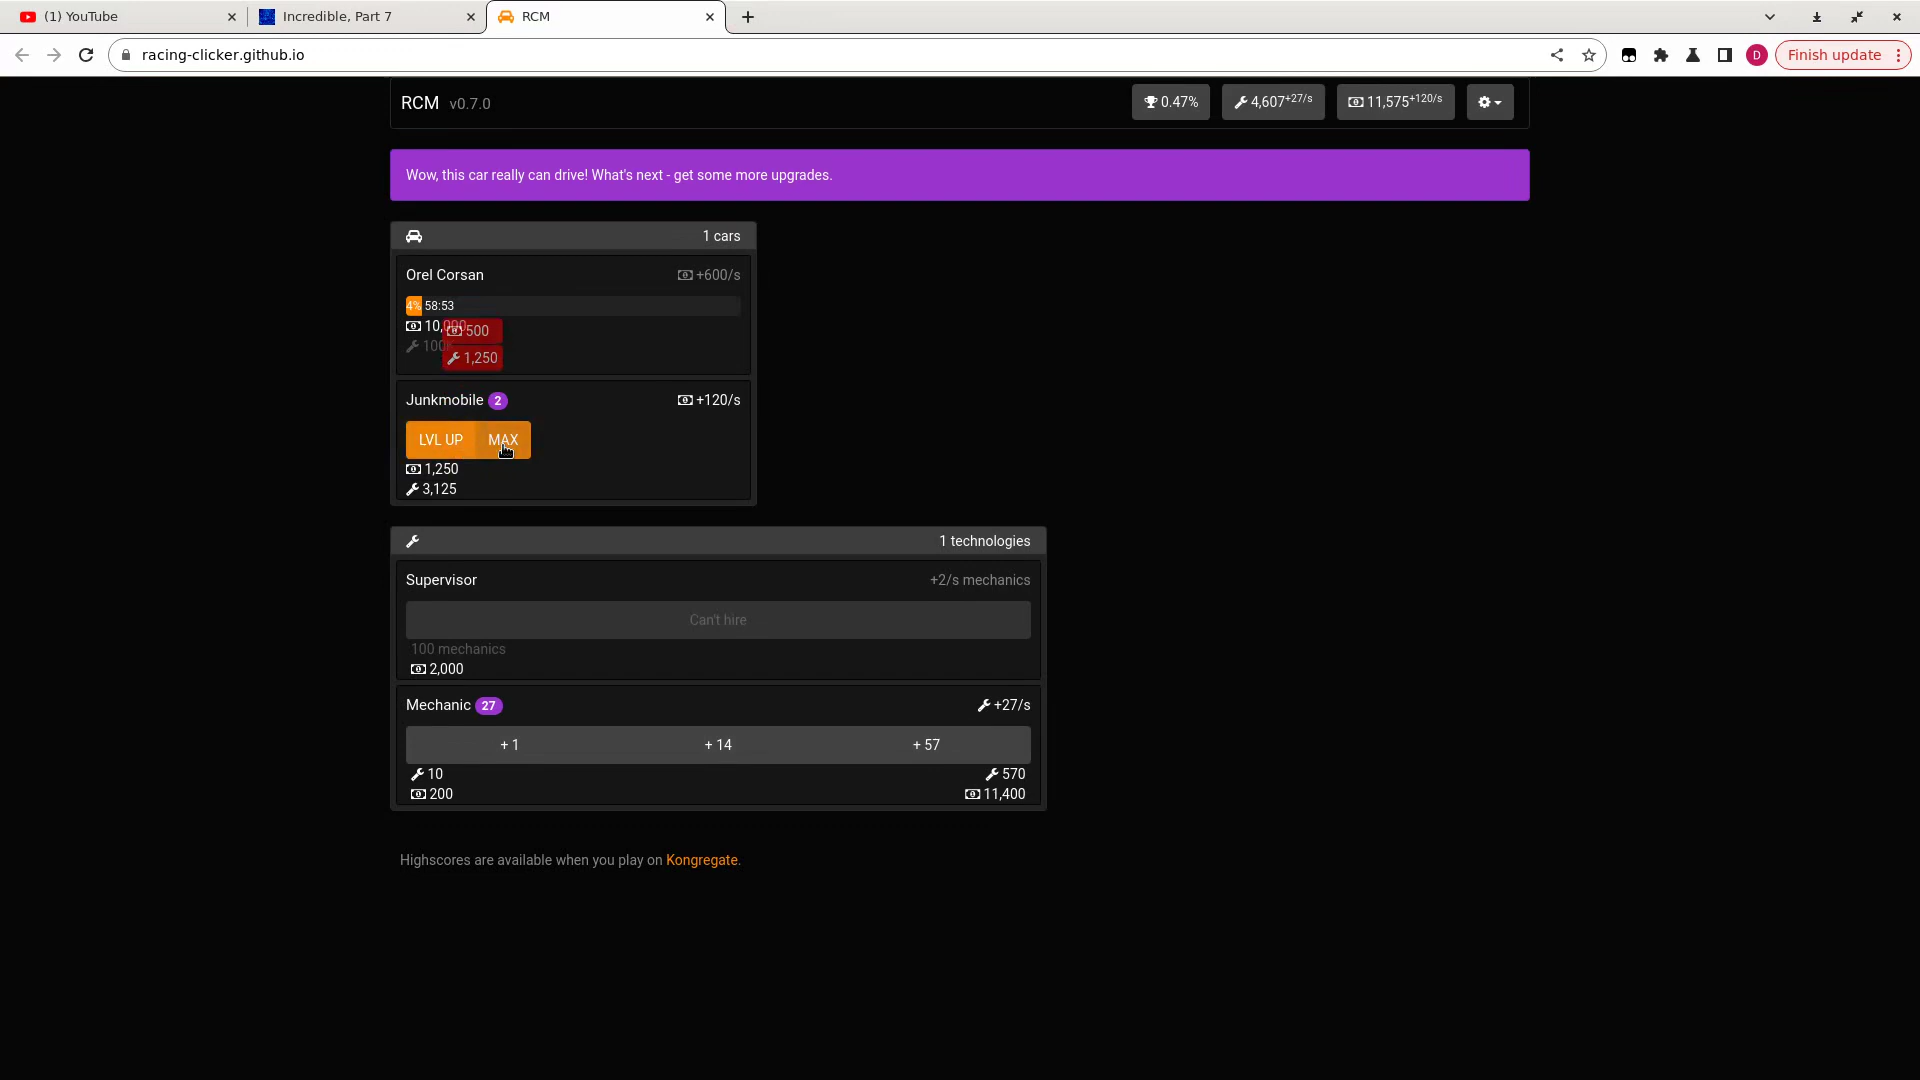 (1) YouTube
Incredible, Part 7
RCM
racing-clicker.github.io
D
Finish update
RCM v0.7.0
0.47%
4,607+27/s
11,575+120/s
Wow, this car really can drive! What's next - get some more upgrades.
1 cars
Orel Corsan
+600/s
4% 58:53
10,000
500
100K
1,250
Junkmobile 2
+120/s
LVL UP
MAX
1,250
3,125
1 technologies
Supervisor
+2/s mechanics
Can't hire
100 mechanics
2,000
Mechanic 27
+27/s
+ 1
+ 14
+ 57
10
570
200
11,400
Highscores are available when you play on Kongregate.